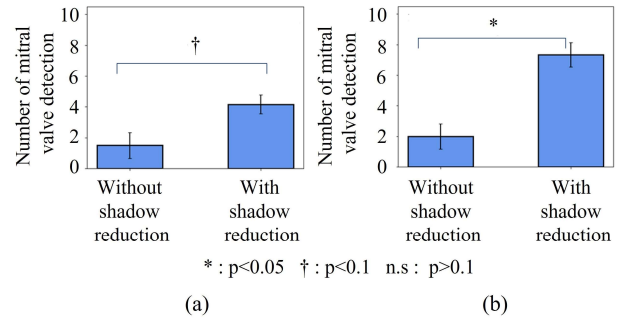 10
8
6
4
2
0
Number of mitral
valve detection
†
Without
shadow
reduction
With
shadow
reduction
10
8
6
4
2
0
Number of mitral
valve detection
*
Without
shadow
reduction
With
shadow
reduction
* : p<0.05 † : p<0.1 n.s : p>0.1
(a)
(b)